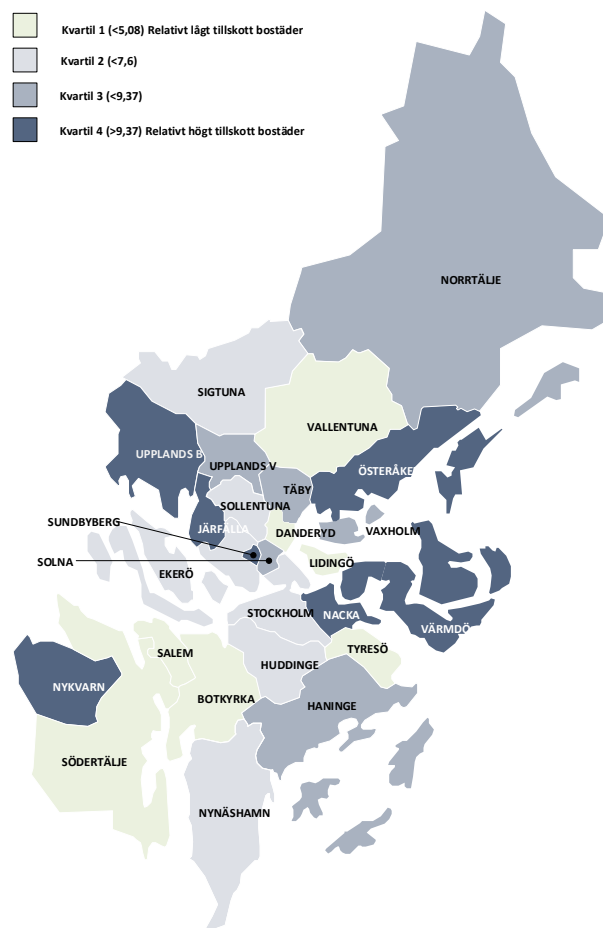 Kvartil 1 (<5,08) Relativt lågt tillskott bostäder
Kvartil 2 (<7,6)
Kvartil 3 (<9,37)
Kvartil 4 (>9,37) Relativt högt tillskott bostäder
NORRTÄLJE
SIGTUNA
VALLENTUNA
UPPLANDS B
UPPLANDS V
ÖSTERÅKE
TÄBY
SOLLENTUNA
SUNDBYBERG
JÄRFÄLLA
DANDERYD
VAXHOLM
SOLNA
LIDINGÖ
EKERÖ
STOCKHOLM
NACKA
VÄRMDÖ
SALEM
TYRESÖ
HUDDINGE
NYKVARN
BOTKYRKA
HANINGE
SÖDERTÄLJE
NYNÄSHAMN